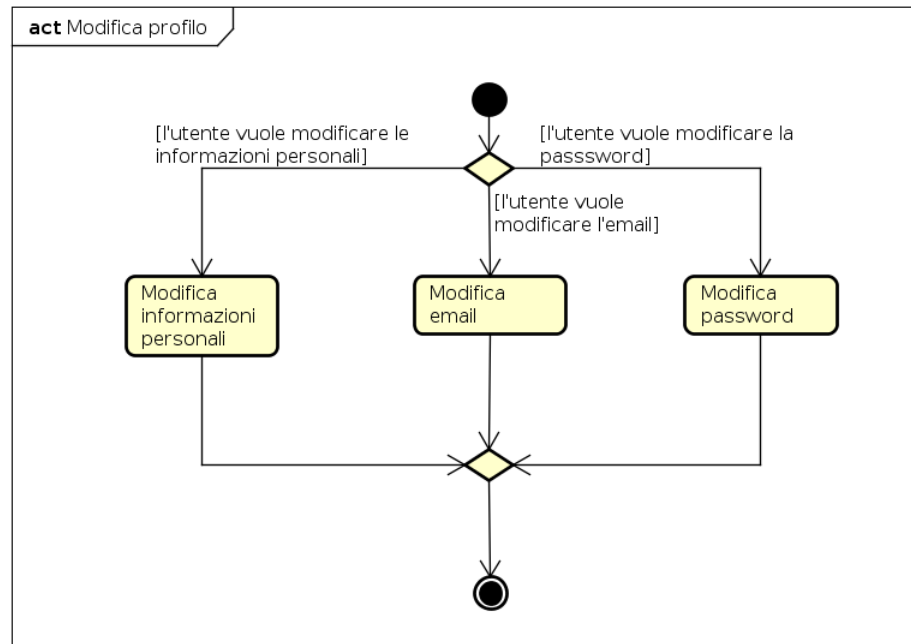 act Modifica profilo
[l'utente vuole modificare le
informazioni personali]
[l'utente vuole modificare la
passsword]
[l'utente vuole
modificare l'email]
Modifica
informazioni
personali
Modifica
email
Modifica
password